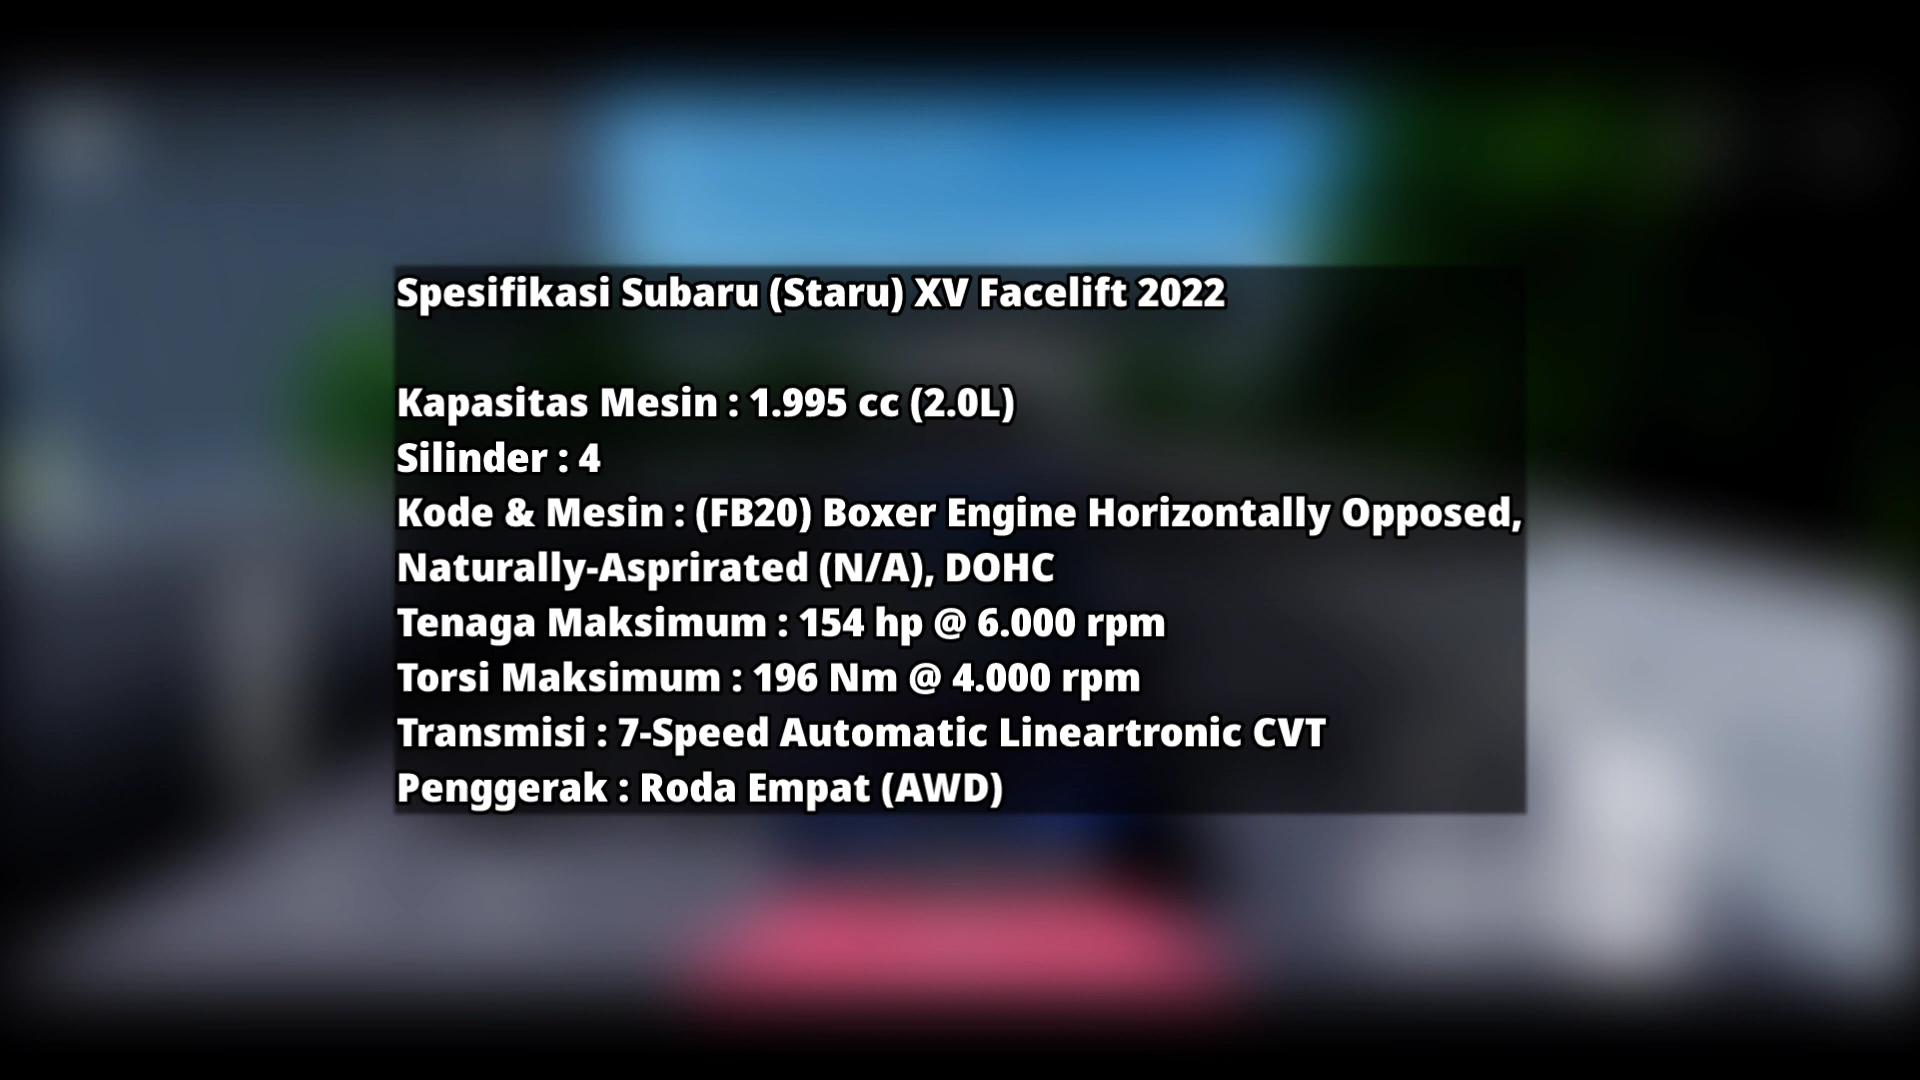 Spesifikasi Subaru (Staru) XV Facelift 2022
Kapasitas Mesin : 1.995 cc (2.0L)
Silinder : 4
Kode & Mesin : (FB20) Boxer Engine Horizontally Opposed,
Naturally-Asprirated (N/A), DOHC
Tenaga Maksimum : 154 hp @ 6.000 rpm
Torsi Maksimum : 196 Nm @ 4.000 rpm
Transmisi : 7-Speed Automatic Lineartronic CVT
Penggerak : Roda Empat (AWD)